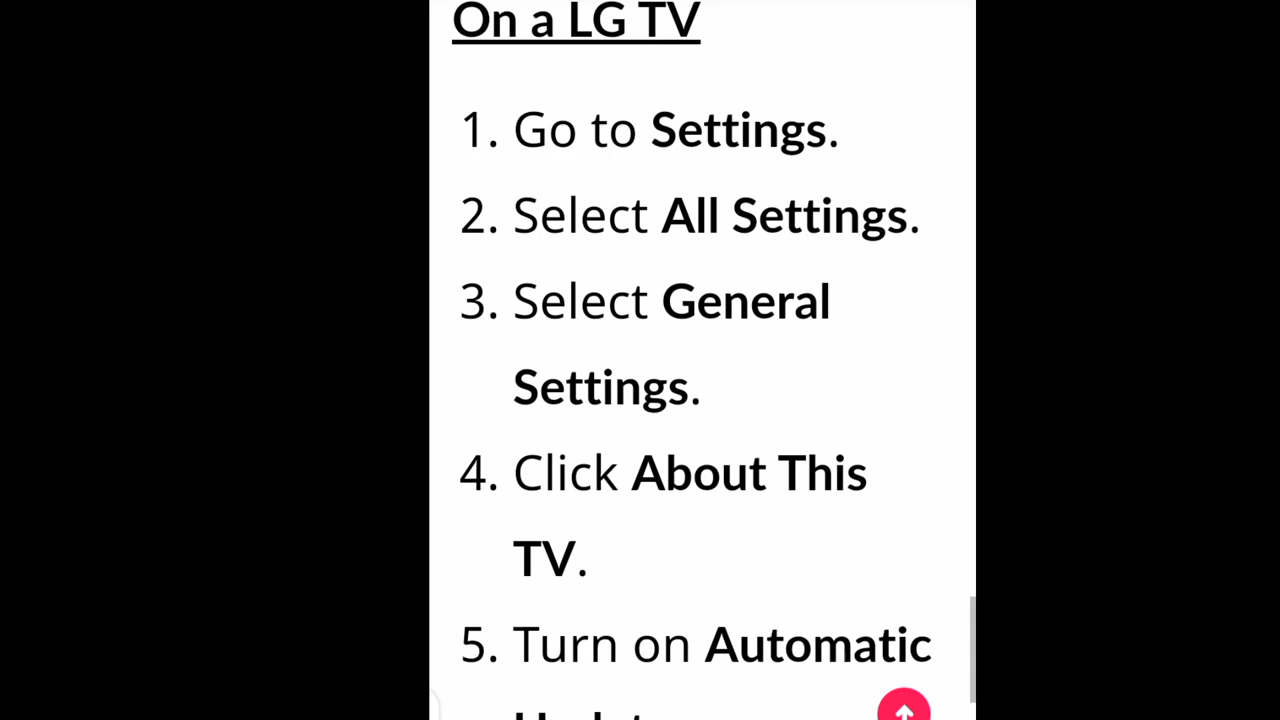 On a LG TV
1. Go to Settings.
2. Select All Settings.
3. Select General
Settings.
4. Click About This
TV.
5. Turn on Automatic